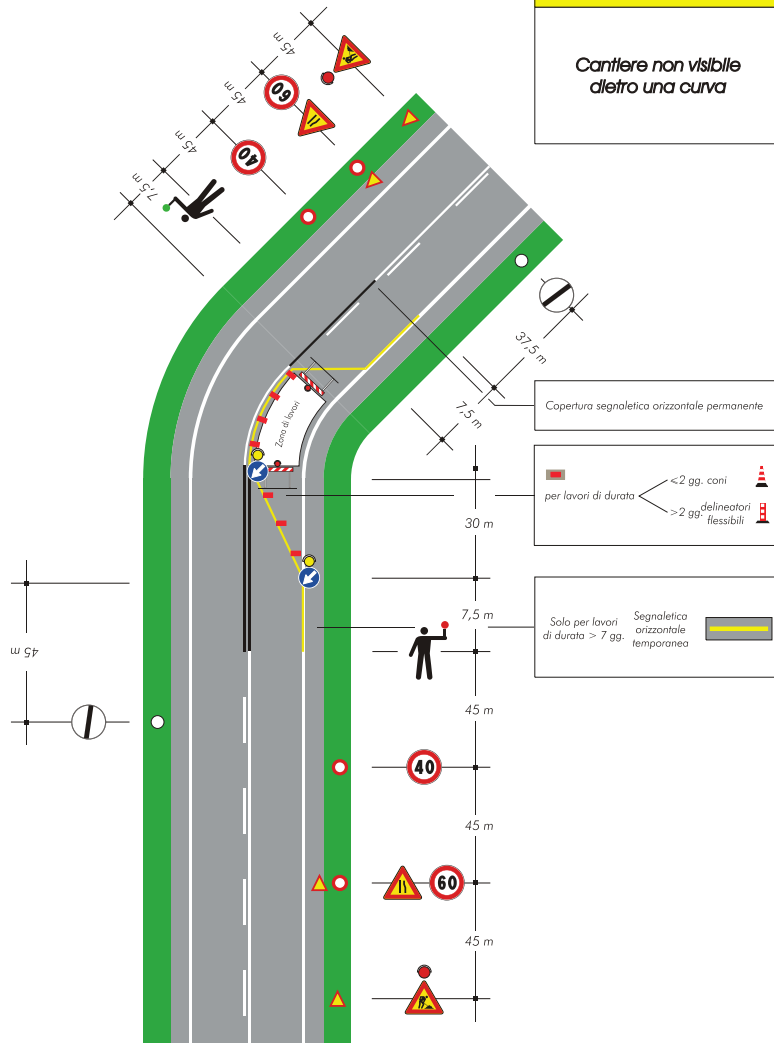 Cantiere non visibile
dietro una curva
45 m
45 m
45 m
7,5 m
60
40
37,5 m
7,5 m
Copertura segnaletica orizzontale permanente
Zona di lavori
per lavori di durata
<2 gg. coni
>2 gg. delineatori
flessibili
30 m
7,5 m
Solo per lavori
di durata > 7 gg.
Segnaletica
orizzontale
temporanea
45 m
45 m
40
45 m
60
45 m